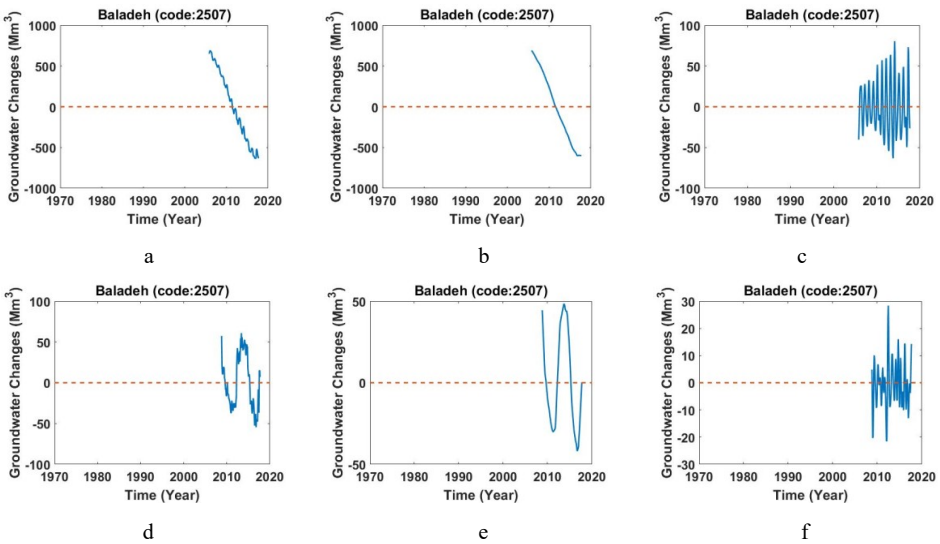 Baladeh (code:2507)
Groundwater Changes (Mm³)
1000
500
0
-500
-1000
1970 1980 1990 2000 2010 2020
Time (Year)
a
Baladeh (code:2507)
Groundwater Changes (Mm³)
1000
500
0
-500
-1000
1970 1980 1990 2000 2010 2020
Time (Year)
b
Baladeh (code:2507)
Groundwater Changes (Mm³)
100
50
0
-50
-100
1970 1980 1990 2000 2010 2020
Time (Year)
c
Baladeh (code:2507)
Groundwater Changes (Mm³)
100
50
0
-50
-100
1970 1980 1990 2000 2010 2020
Time (Year)
d
Baladeh (code:2507)
Groundwater Changes (Mm³)
50
0
-50
1970 1980 1990 2000 2010 2020
Time (Year)
e
Baladeh (code:2507)
Groundwater Changes (Mm³)
30
20
10
0
-10
-20
-30
1970 1980 1990 2000 2010 2020
Time (Year)
f